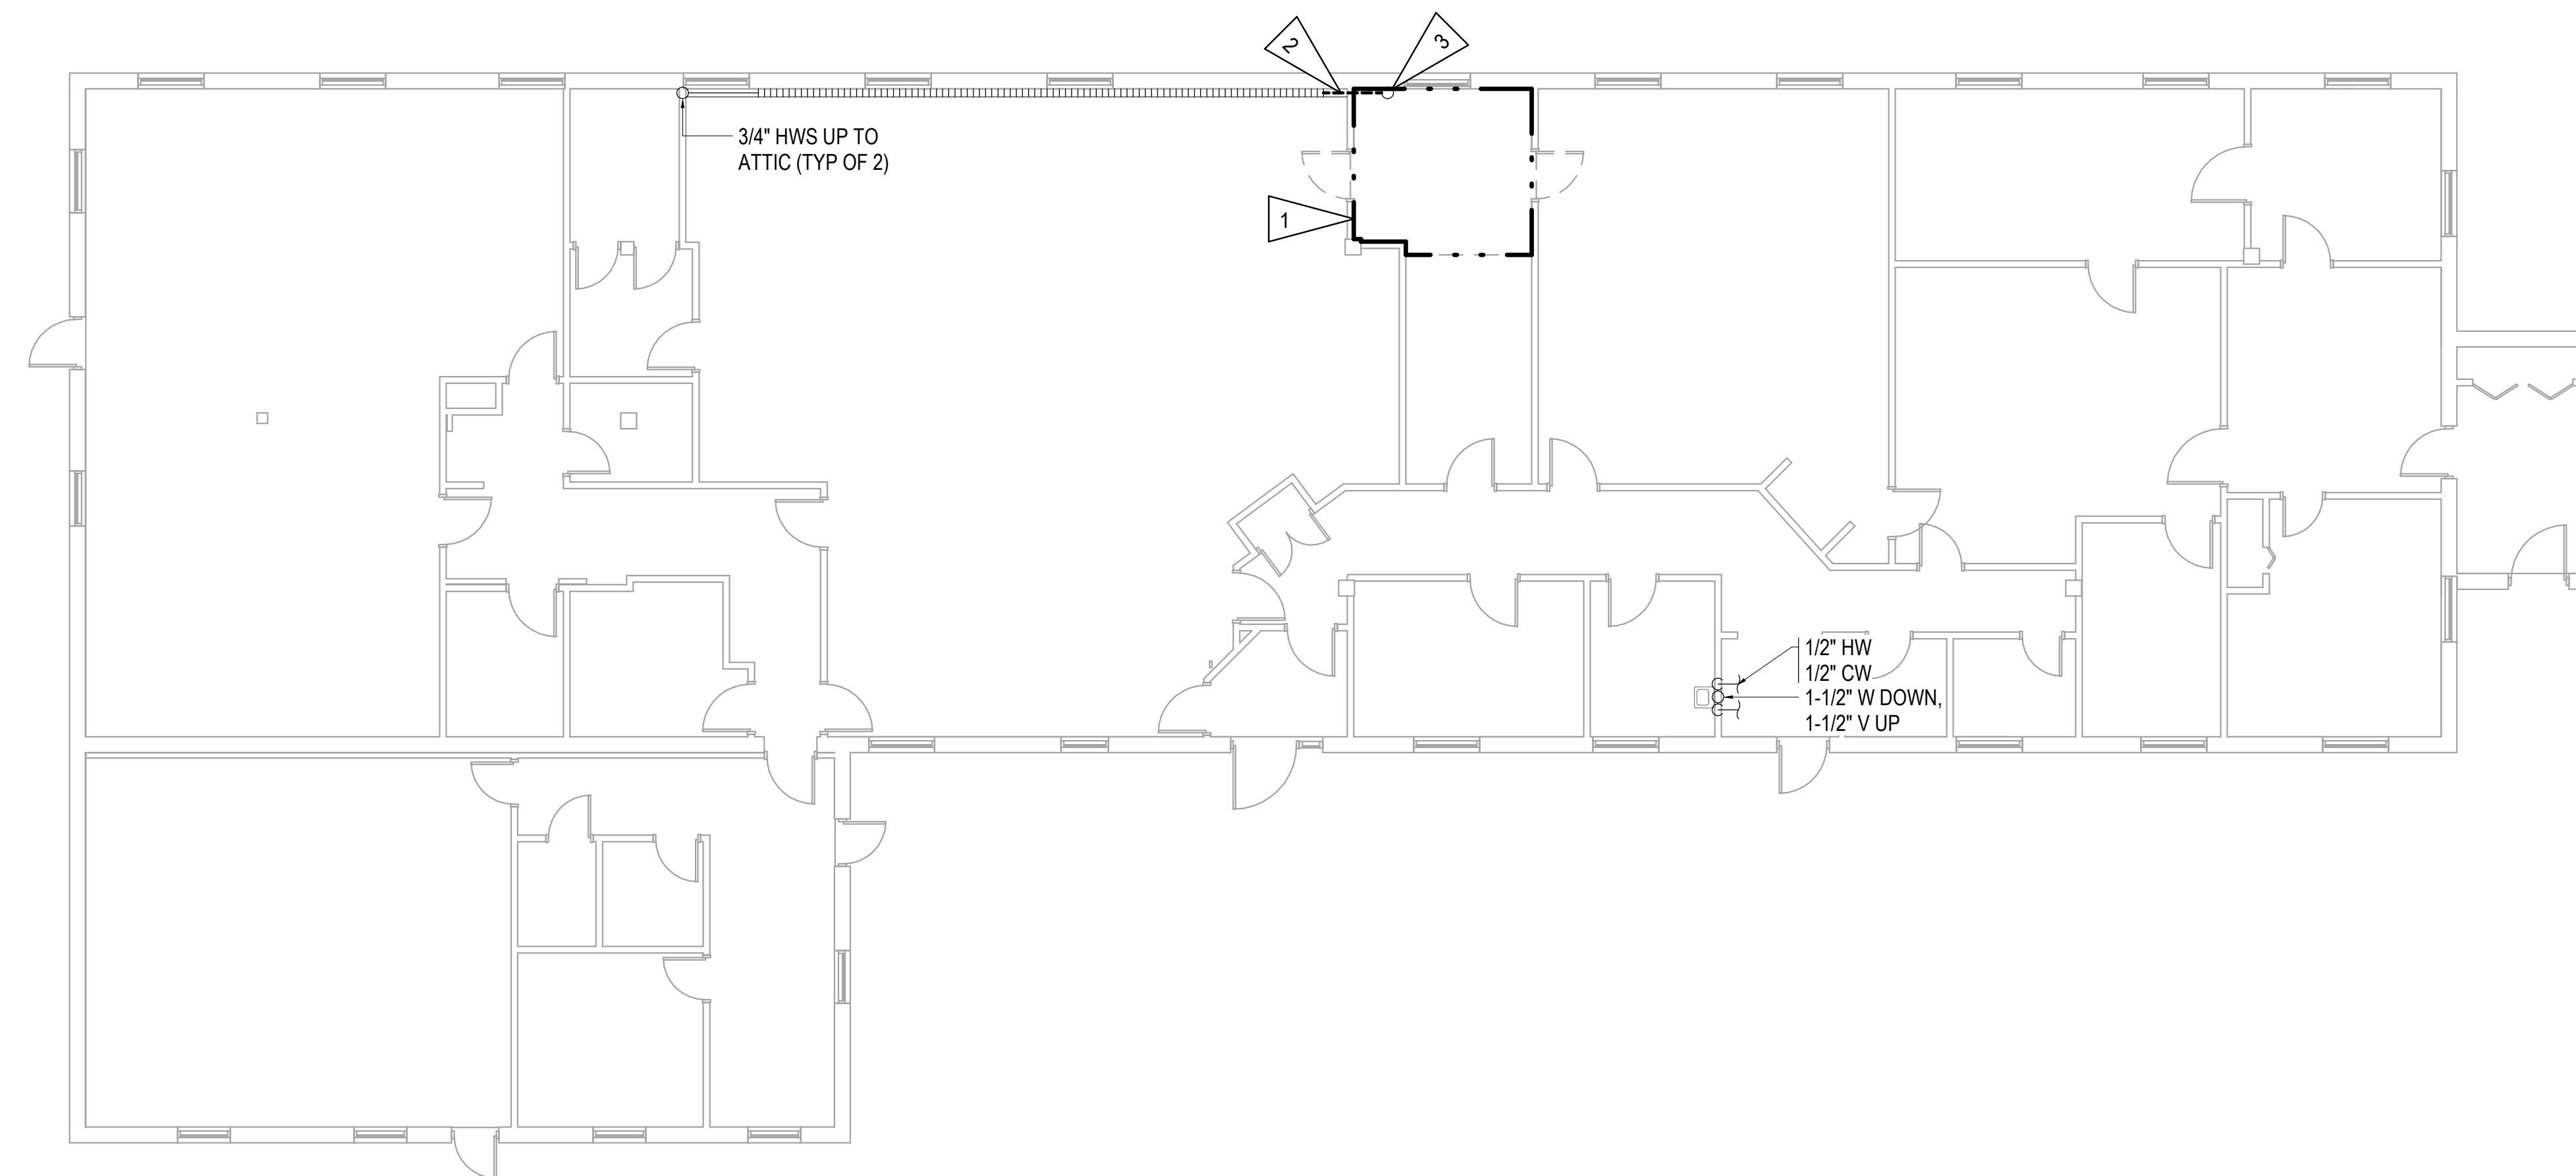 2
3
3/4" HWS UP TO
ATTIC (TYP OF 2)
1
1/2" HW
1/2" CW
1-1/2" W DOWN,
1-1/2" V UP